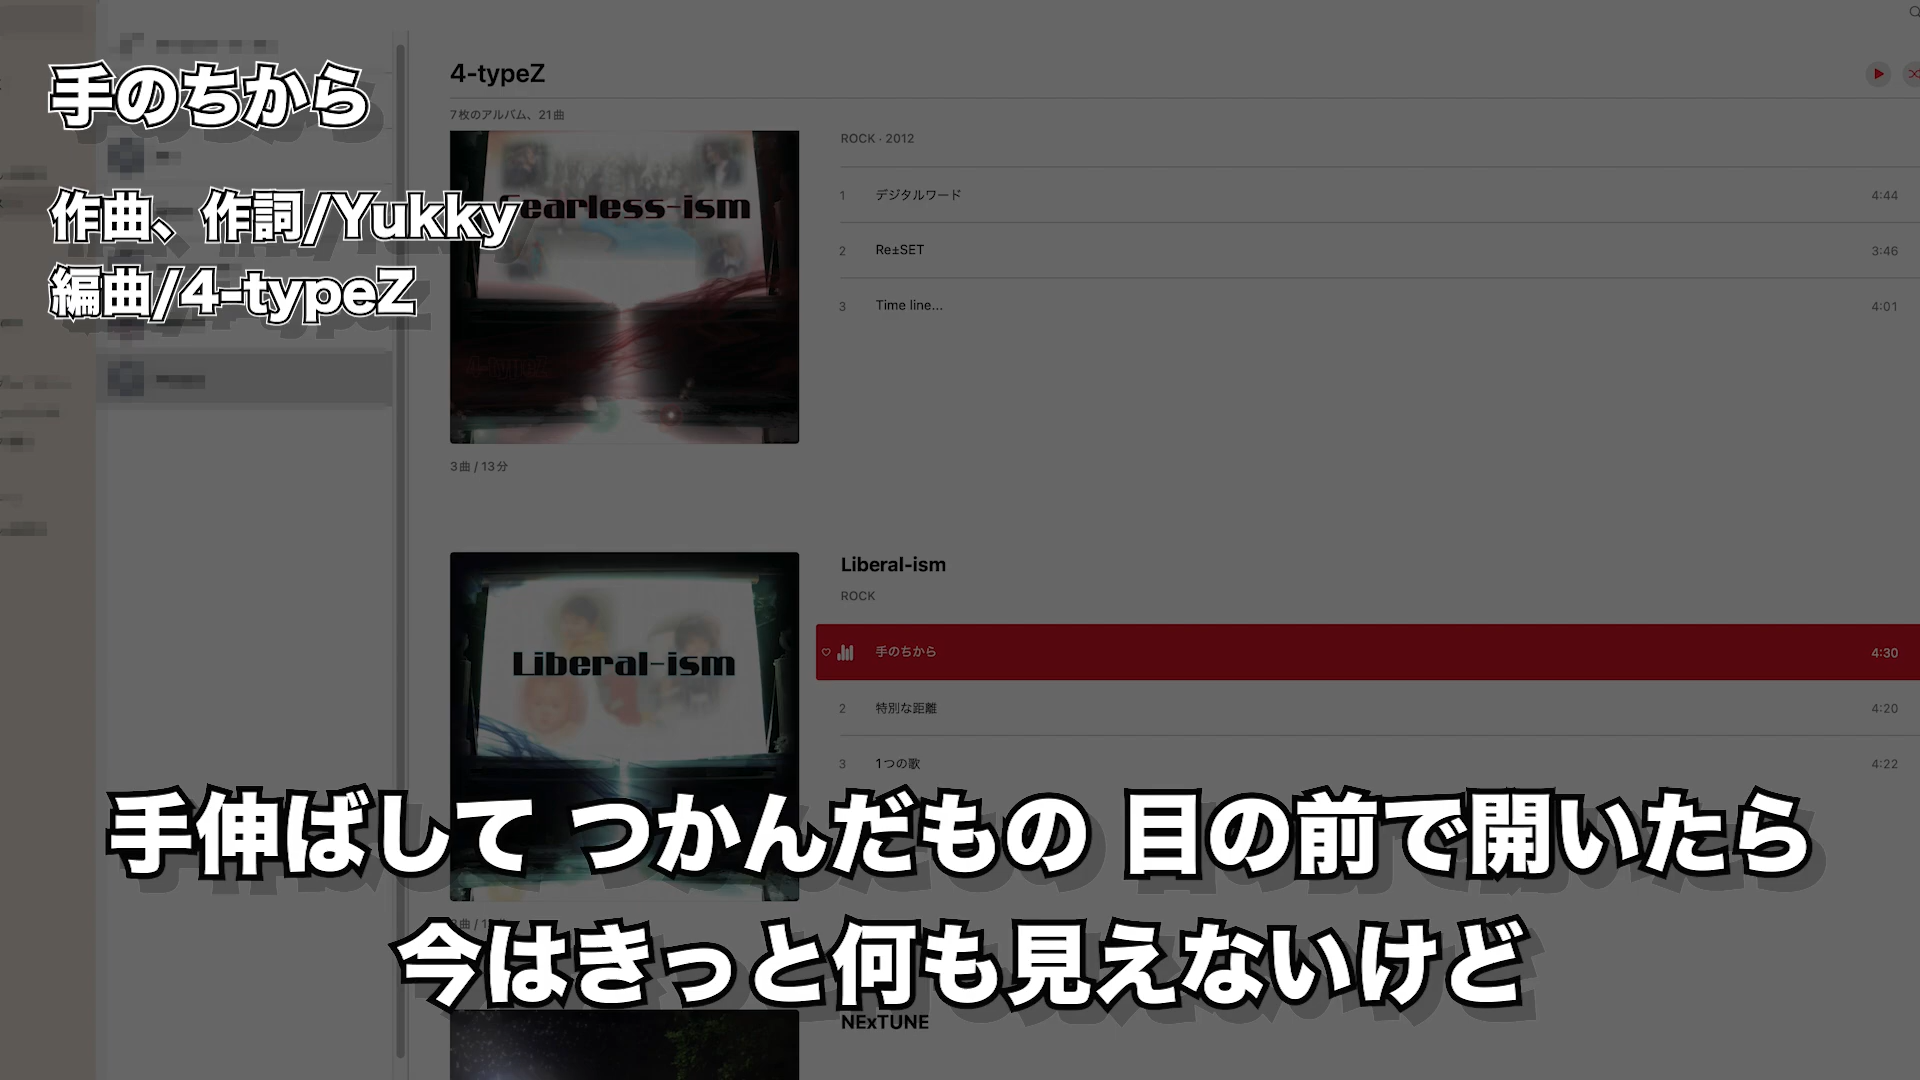 手のちから
作曲、作詞/Yukky
編曲/4-typeZ
4-typeZ
7枚のアルバム、21曲
Fearless-ism
4-typeZ
3曲 / 13分
ROCK · 2012
1 デジタルワード 4:44
2 Re±SET 3:46
3 Time line... 4:01
Liberal-ism
Liberal-ism
ROCK
手のちから 4:30
2 特別な距離 4:20
3 1つの歌 4:22
手伸ばして つかんだもの 目の前で開いたら
今はきっと何も見えないけど
NExTUNE